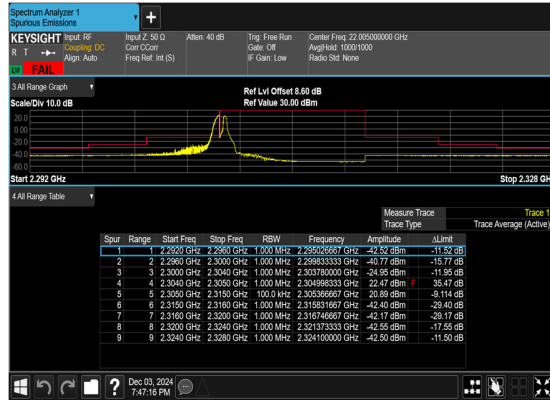 Spectrum Analyzer 1
Spurious Emissions
+
KEYSIGHT Input: RF Input Z: 50 Ω Atten: 40 dB Trig: Free Run Center Freq: 22.005000000 GHz
R T Coupling: DC Corr CCorr Gate: Off Avg|Hold: 1000/1000
Align: Auto Freq Ref: Int (S) IF Gain: Low Radio Std: None
LXI FAIL
3 All Range Graph
Ref Lvl Offset 8.60 dB
Scale/Div 10.0 dB Ref Value 30.00 dBm
20.0
0.00
-20.0
-40.0
-60.0
Start 2.292 GHz Stop 2.328 GHz
4 All Range Table
Measure Trace Trace 1
Trace Type Trace Average (Active)
Spur Range Start Freq Stop Freq RBW Frequency Amplitude ΔLimit
1 1 2.2920 GHz 2.2960 GHz 1.000 MHz 2.295026667 GHz -42.52 dBm -11.52 dB
2 2 2.2960 GHz 2.3000 GHz 1.000 MHz 2.299833333 GHz -40.77 dBm -15.77 dB
3 3 2.3000 GHz 2.3040 GHz 1.000 MHz 2.303780000 GHz -24.95 dBm -11.95 dB
4 4 2.3040 GHz 2.3050 GHz 1.000 MHz 2.304998333 GHz 22.47 dBm F 35.47 dB
5 5 2.3050 GHz 2.3150 GHz 100.0 kHz 2.305366667 GHz 20.89 dBm -9.114 dB
6 6 2.3150 GHz 2.3160 GHz 1.000 MHz 2.315831667 GHz -42.40 dBm -29.40 dB
7 7 2.3160 GHz 2.3200 GHz 1.000 MHz 2.316746667 GHz -42.17 dBm -29.17 dB
8 8 2.3200 GHz 2.3240 GHz 1.000 MHz 2.321373333 GHz -42.55 dBm -17.55 dB
9 9 2.3240 GHz 2.3280 GHz 1.000 MHz 2.324100000 GHz -42.50 dBm -11.50 dB
? Dec 03, 2024
7:47:16 PM